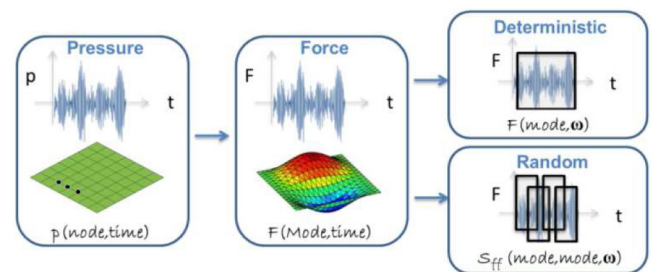 Pressure
p
t
p(node,time)
Force
F
t
F(Mode,time)
Deterministic
F
t
F(mode,ω)
Random
F
t
Sff (mode,mode,ω)